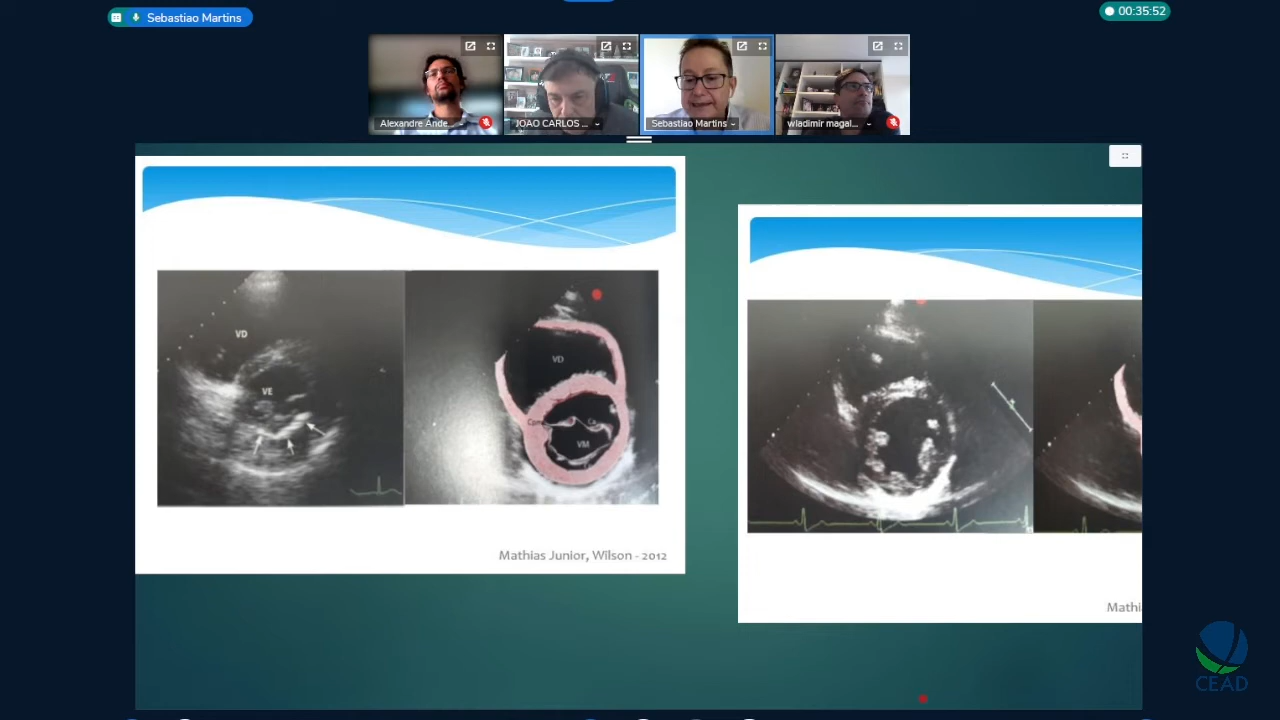 Sebastiao Martins
00:35:52
Alexandre Ande...
JOAO CARLOS ...
Sebastiao Martins
wladimir magal...
VD
VE
VD
Ca
VM
Mathias Junior, Wilson - 2012
Mathi
CEAD